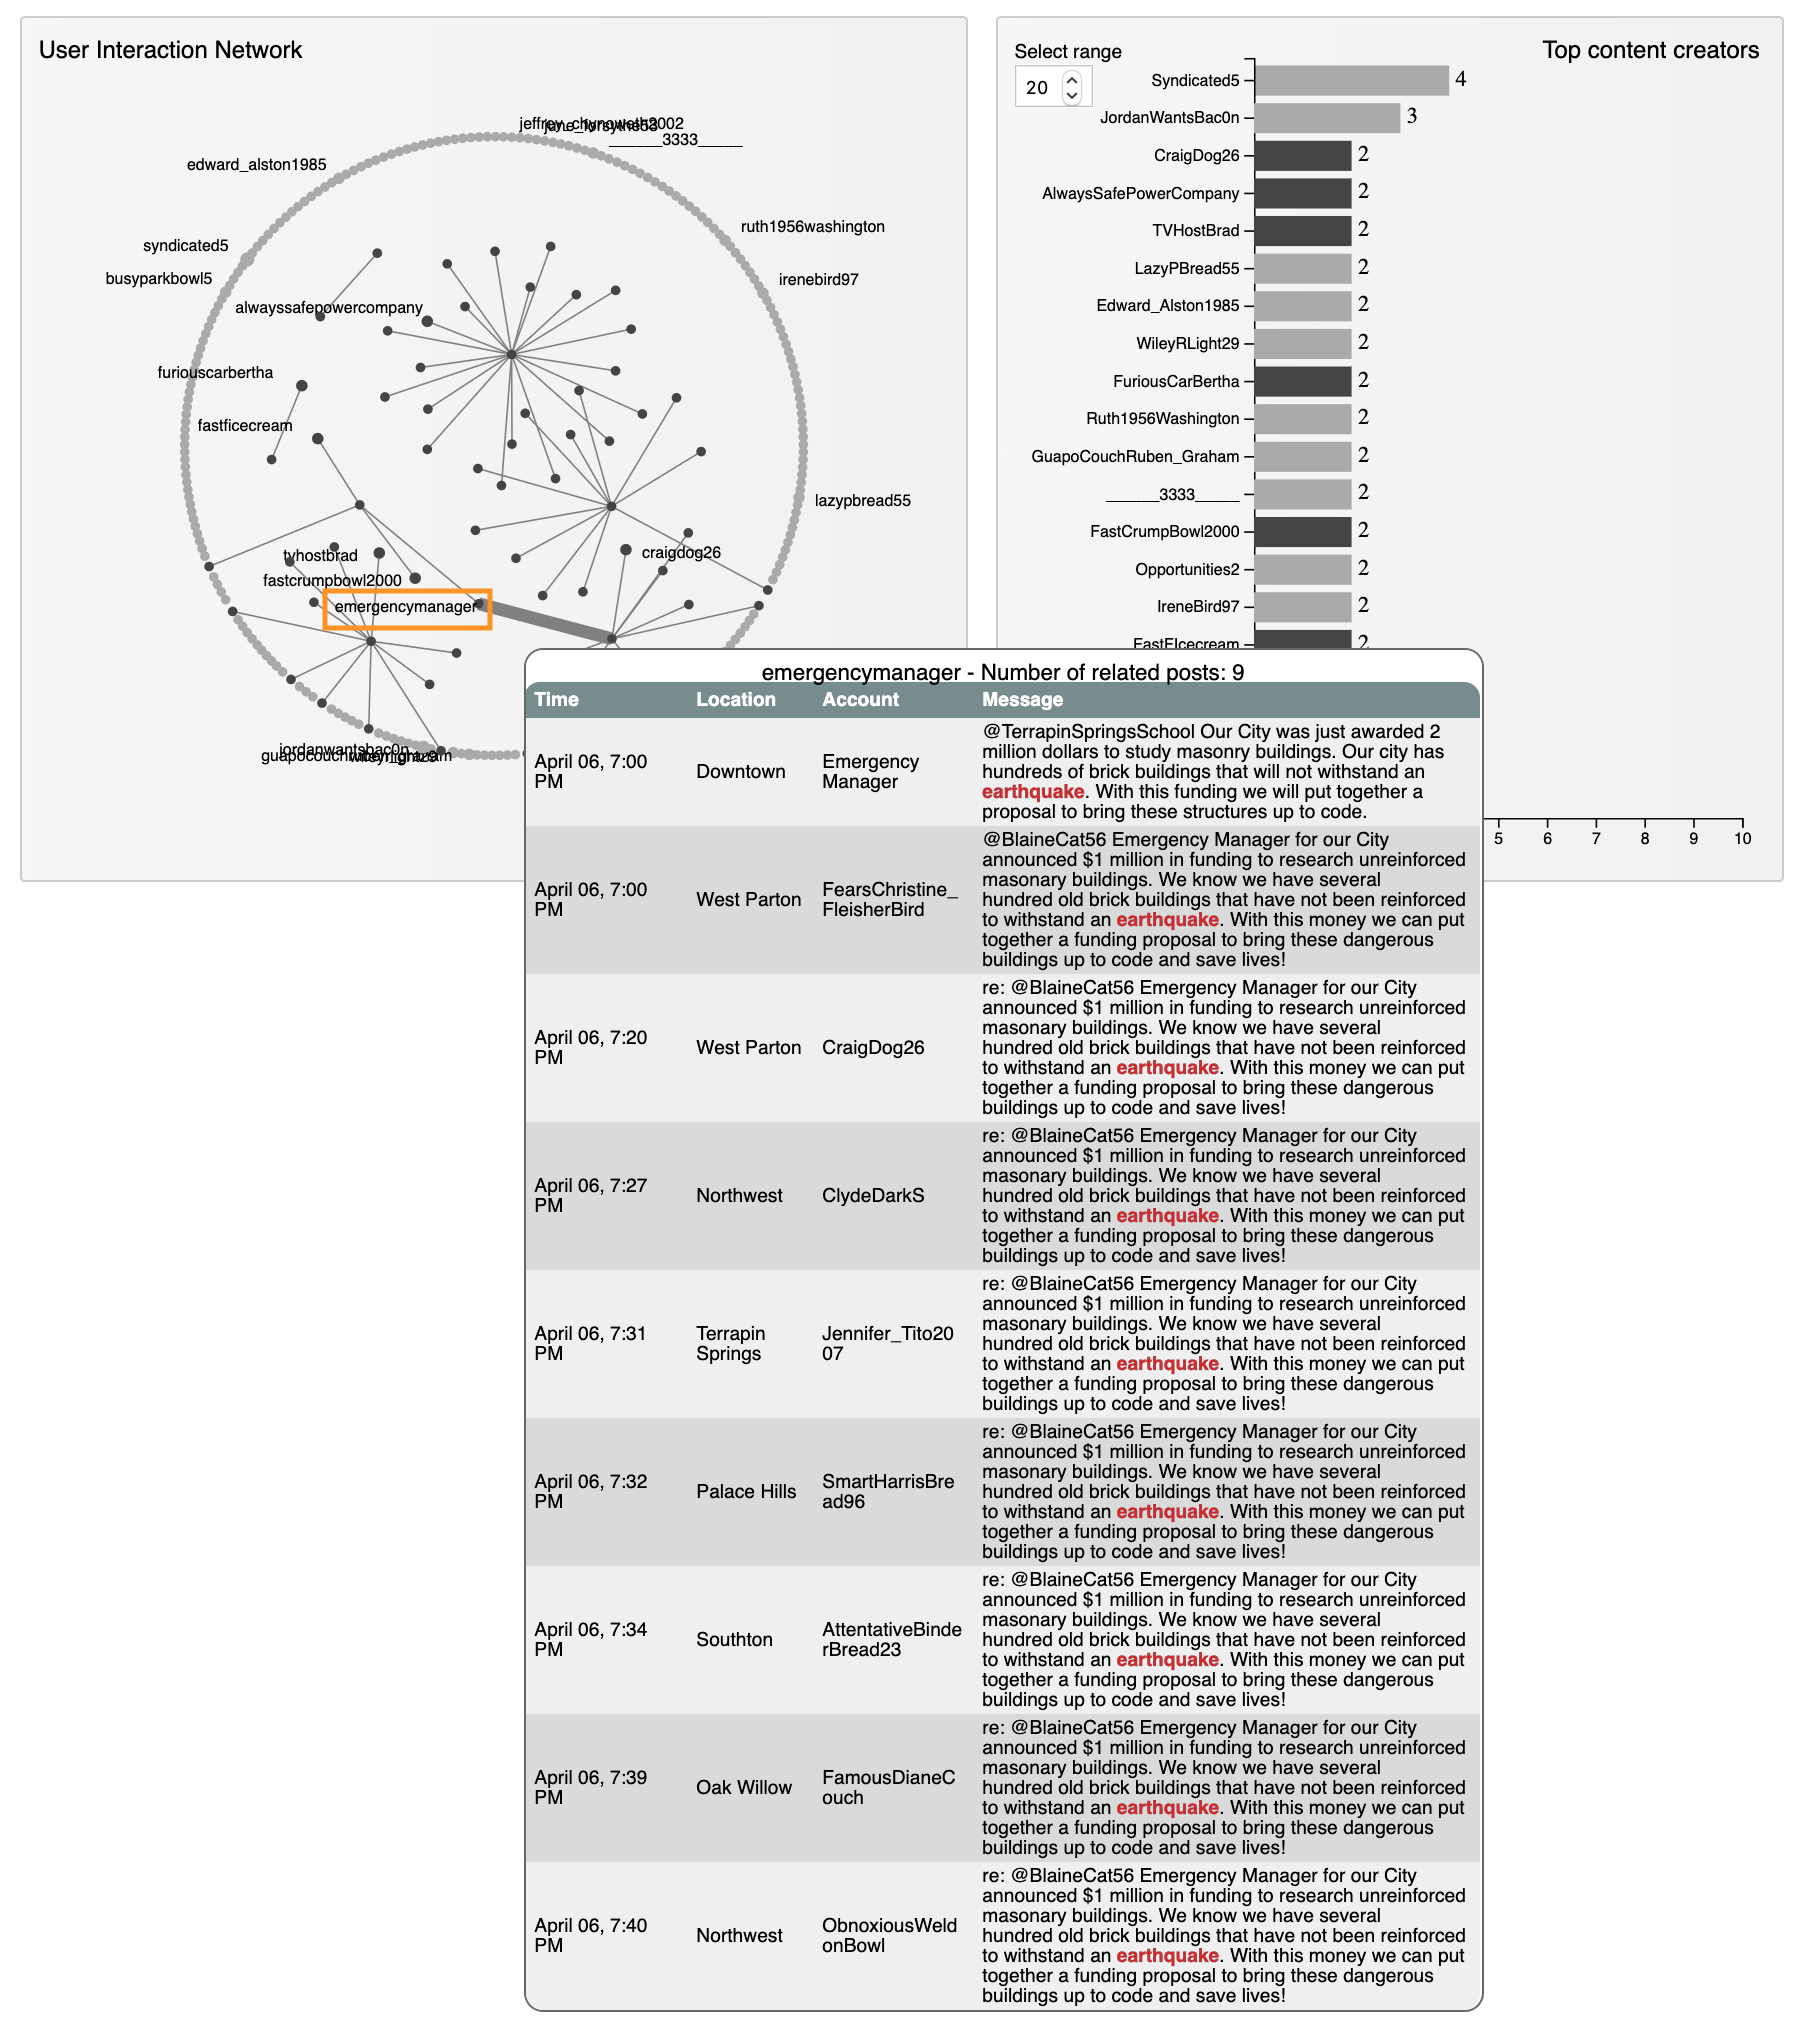 User Interaction Network
jeffrey_chynoweth2002
______3333_____
edward_alston1985
ruth1956washington
syndicated5
busyparkbowl5
irenebird97
alwayssafepowercompany
furiouscarbertha
fastficecream
lazypbread55
tvhostbrad
craigdog26
fastcrumpbowl2000
emergencymanager
jordanwantsbac0n
Select range
20
Top content creators
Syndicated5 4
JordanWantsBac0n 3
CraigDog26 2
AlwaysSafePowerCompany 2
TVHostBrad 2
LazyPBread55 2
Edward_Alston1985 2
WileyRLight29 2
FuriousCarBertha 2
Ruth1956Washington 2
GuapoCouchRuben_Graham 2
______3333_____ 2
FastCrumpBowl2000 2
Opportunities2 2
IreneBird97 2
FastFIcecream 2
5 6 7 8 9 10
emergencymanager - Number of related posts: 9
Time Location Account Message
April 06, 7:00
PM
Downtown
Emergency
Manager
@TerrapinSpringsSchool Our City was just awarded 2
million dollars to study masonry buildings. Our city has
hundreds of brick buildings that will not withstand an
earthquake. With this funding we will put together a
proposal to bring these structures up to code.
April 06, 7:00
PM
West Parton
FearsChristine_
FleisherBird
@BlaineCat56 Emergency Manager for our City
announced $1 million in funding to research unreinforced
masonary buildings. We know we have several
hundred old brick buildings that have not been reinforced
to withstand an earthquake. With this money we can put
together a funding proposal to bring these dangerous
buildings up to code and save lives!
April 06, 7:20
PM
West Parton
CraigDog26
re: @BlaineCat56 Emergency Manager for our City
announced $1 million in funding to research unreinforced
masonary buildings. We know we have several
hundred old brick buildings that have not been reinforced
to withstand an earthquake. With this money we can put
together a funding proposal to bring these dangerous
buildings up to code and save lives!
April 06, 7:27
PM
Northwest
ClydeDarkS
re: @BlaineCat56 Emergency Manager for our City
announced $1 million in funding to research unreinforced
masonary buildings. We know we have several
hundred old brick buildings that have not been reinforced
to withstand an earthquake. With this money we can put
together a funding proposal to bring these dangerous
buildings up to code and save lives!
April 06, 7:31
PM
Terrapin
Springs
Jennifer_Tito20
07
re: @BlaineCat56 Emergency Manager for our City
announced $1 million in funding to research unreinforced
masonary buildings. We know we have several
hundred old brick buildings that have not been reinforced
to withstand an earthquake. With this money we can put
together a funding proposal to bring these dangerous
buildings up to code and save lives!
April 06, 7:32
PM
Palace Hills
SmartHarrisBre
ad96
re: @BlaineCat56 Emergency Manager for our City
announced $1 million in funding to research unreinforced
masonary buildings. We know we have several
hundred old brick buildings that have not been reinforced
to withstand an earthquake. With this money we can put
together a funding proposal to bring these dangerous
buildings up to code and save lives!
April 06, 7:34
PM
Southton
AttentativeBinde
rBread23
re: @BlaineCat56 Emergency Manager for our City
announced $1 million in funding to research unreinforced
masonary buildings. We know we have several
hundred old brick buildings that have not been reinforced
to withstand an earthquake. With this money we can put
together a funding proposal to bring these dangerous
buildings up to code and save lives!
April 06, 7:39
PM
Oak Willow
FamousDianeC
ouch
re: @BlaineCat56 Emergency Manager for our City
announced $1 million in funding to research unreinforced
masonary buildings. We know we have several
hundred old brick buildings that have not been reinforced
to withstand an earthquake. With this money we can put
together a funding proposal to bring these dangerous
buildings up to code and save lives!
April 06, 7:40
PM
Northwest
ObnoxiousWeld
onBowl
re: @BlaineCat56 Emergency Manager for our City
announced $1 million in funding to research unreinforced
masonary buildings. We know we have several
hundred old brick buildings that have not been reinforced
to withstand an earthquake. With this money we can put
together a funding proposal to bring these dangerous
buildings up to code and save lives!